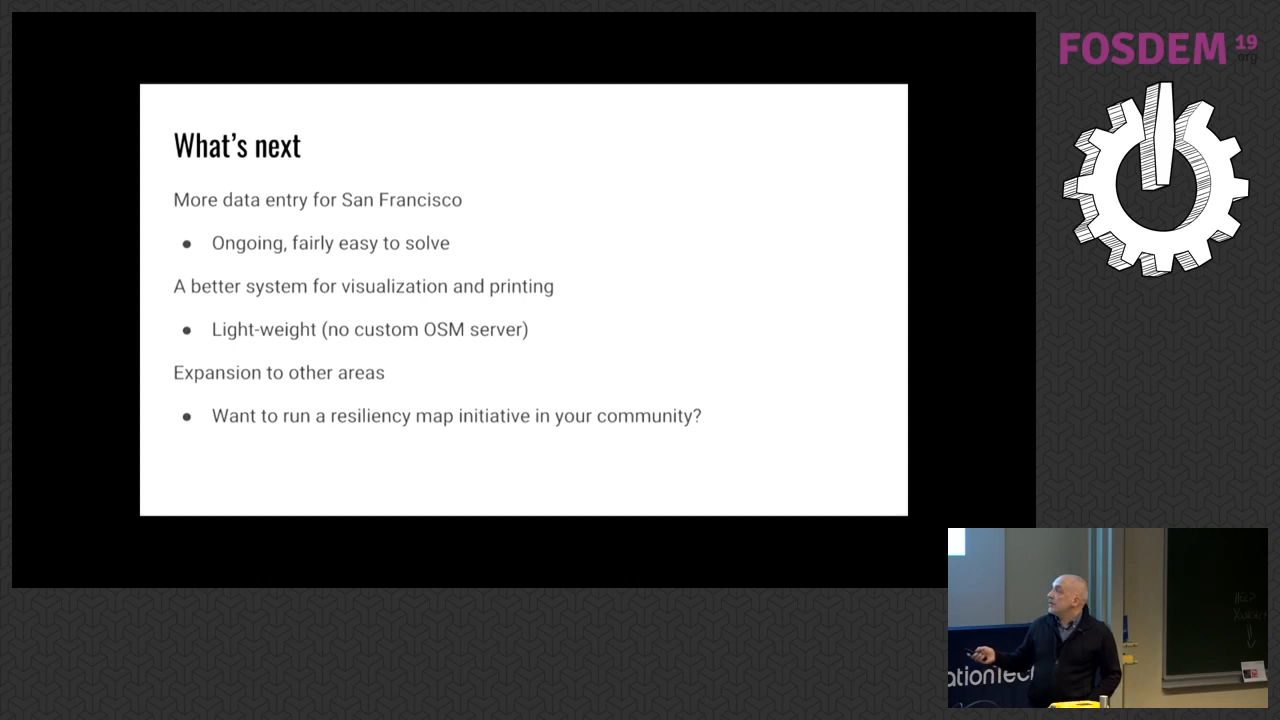 FOSDEM 19
.org
What's next
More data entry for San Francisco
● Ongoing, fairly easy to solve
A better system for visualization and printing
● Light-weight (no custom OSM server)
Expansion to other areas
● Want to run a resiliency map initiative in your community?
ationTec